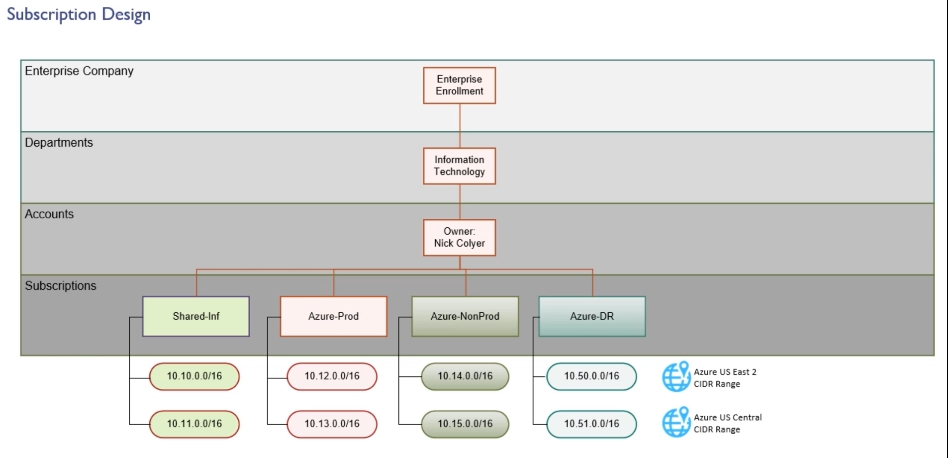 Subscription Design
Enterprise Company
Enterprise
Enrollment
Departments
Information
Technology
Accounts
Owner:
Nick Colyer
Subscriptions
Shared-Inf
Azure-Prod
Azure-NonProd
Azure-DR
10.10.0.0/16
10.12.0.0/16
10.14.0.0/16
10.50.0.0/16
Azure US East 2
CIDR Range
10.11.0.0/16
10.13.0.0/16
10.15.0.0/16
10.51.0.0/16
Azure US Central
CIDR Range